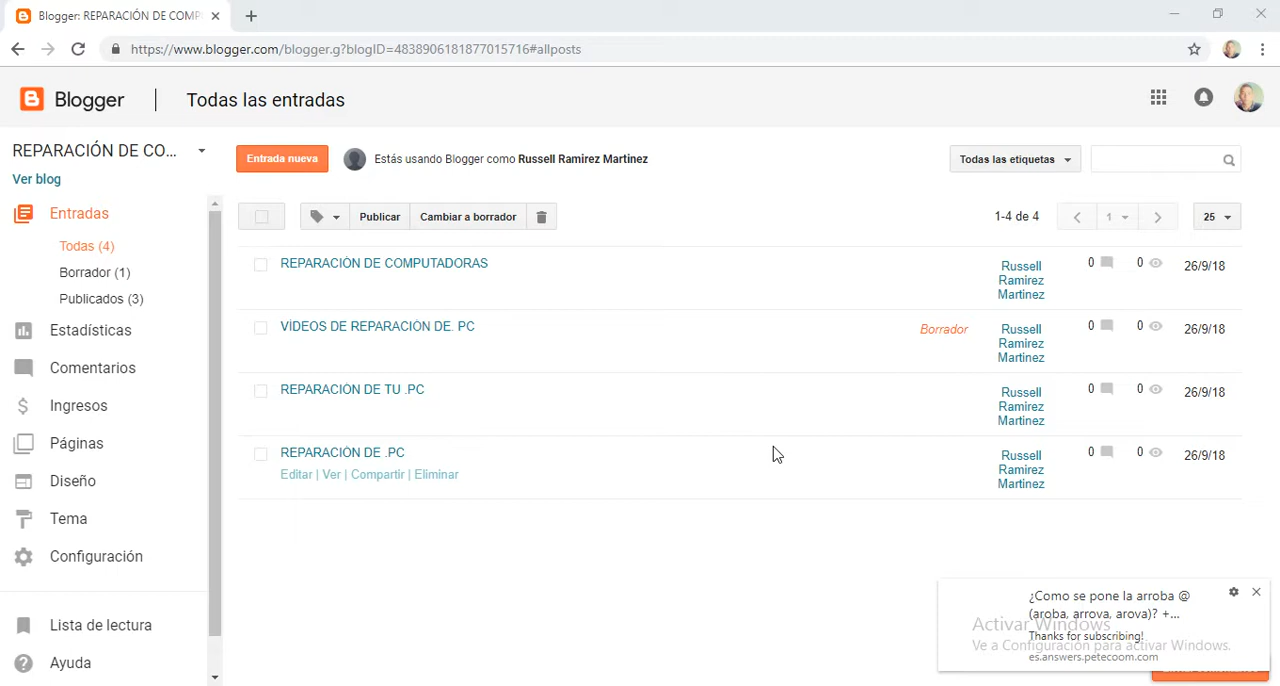 Blogger: REPARACIÓN DE COMP
https://www.blogger.com/blogger.g?blogID=4838906181877015716#allposts
Blogger
Todas las entradas
REPARACIÓN DE CO...
Entrada nueva
Estás usando Blogger como Russell Ramirez Martinez
Todas las etiquetas
Ver blog
Entradas
Publicar
Cambiar a borrador
1-4 de 4
1
25
Todas (4)
Borrador (1)
Publicados (3)
Estadísticas
Comentarios
Ingresos
Páginas
Diseño
Tema
Configuración
Lista de lectura
Ayuda
REPARACIÓN DE COMPUTADORAS
Russell
Ramirez
Martinez
0
0
26/9/18
VÍDEOS DE REPARACIÓN DE. PC
Borrador
Russell
Ramirez
Martinez
0
0
26/9/18
REPARACIÓN DE TU .PC
Russell
Ramirez
Martinez
0
0
26/9/18
REPARACIÓN DE .PC
Editar | Ver | Compartir | Eliminar
Russell
Ramirez
Martinez
0
0
26/9/18
¿Como se pone la arroba @
(aroba, arrova, arova)? +...
Thanks for subscribing!
es.answers.petecoom.com
Activar Windows
Ve a Configuración para activar Windows.